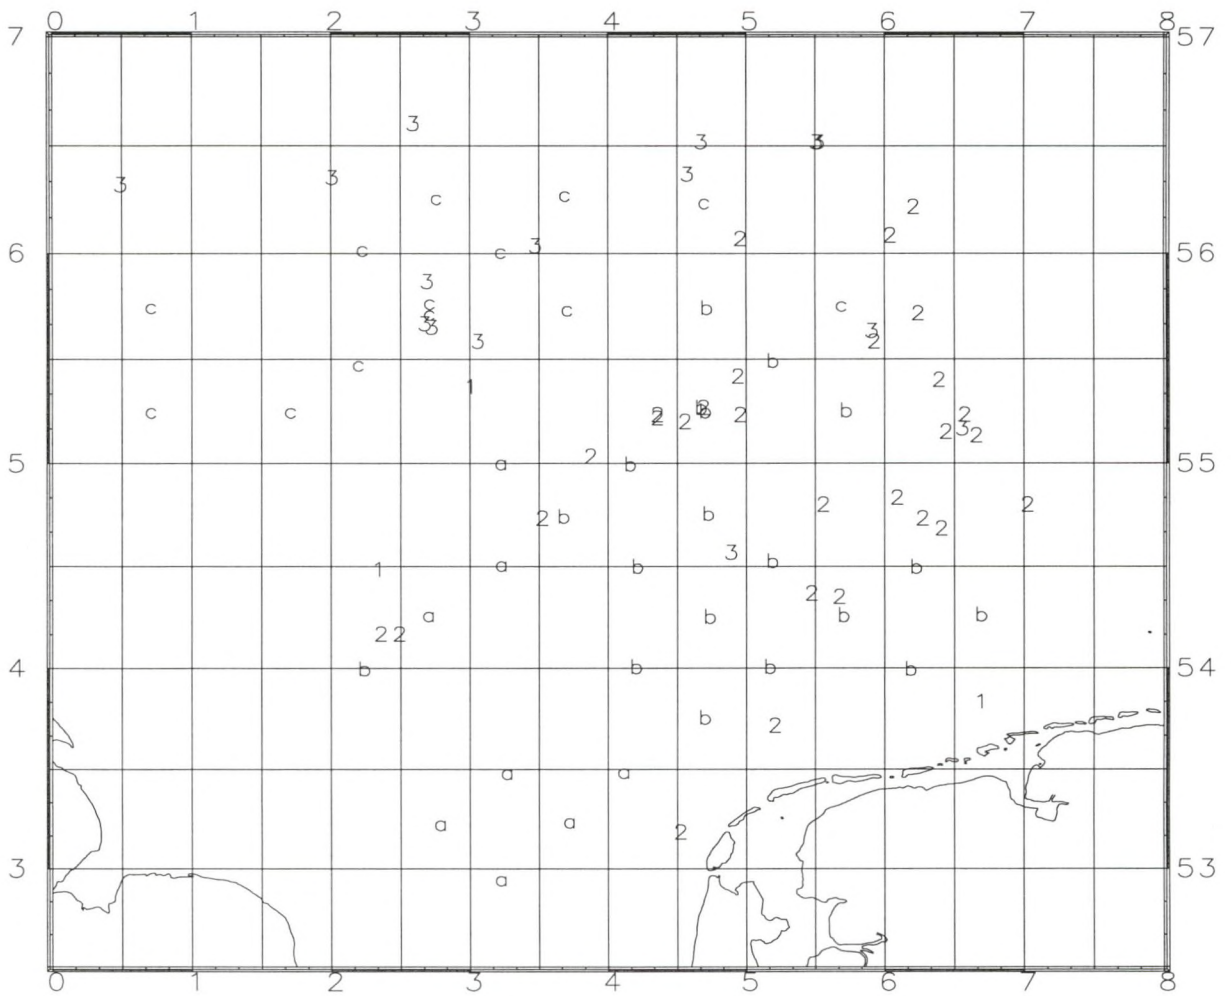 0 1 2 3 4 5 6 7 8
7 57
3
3 3
3
3 3
c c c 2
2 2
6 c c 3 56
3
c c c b c 2
3 3 3 2
3
c b
1 2 2
c c b 2 2 2 2 b 2
2 3 2
2
5 a b 55
2 2 2
2 b b 2 2
3
1 a b b b
2 2
a b b b
2 2
4 b b b b 54
1
b 2
a a
a a 2
3 a 53
0 1 2 3 4 5 6 7 8